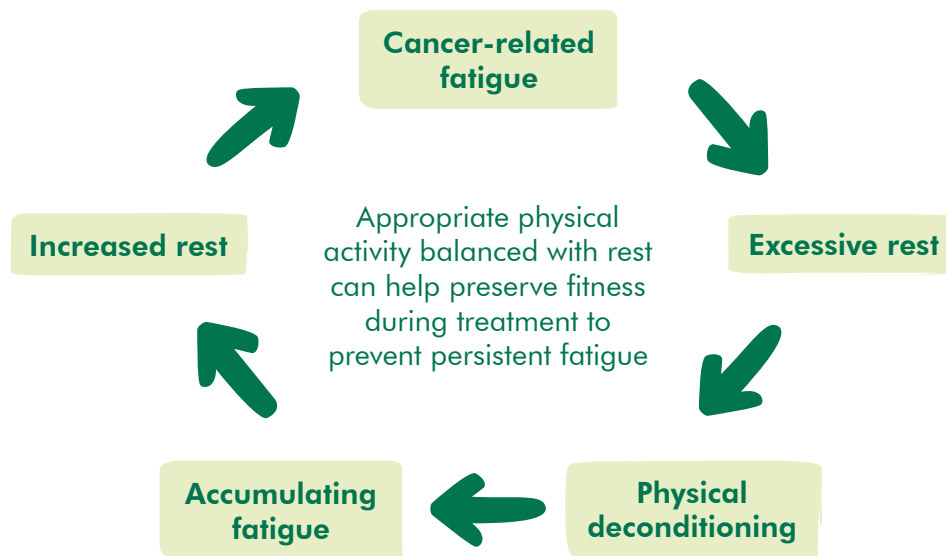 Cancer-related
fatigue
Increased rest
Appropriate physical
activity balanced with rest
can help preserve fitness
during treatment to
prevent persistent fatigue
Excessive rest
Accumulating
fatigue
Physical
deconditioning